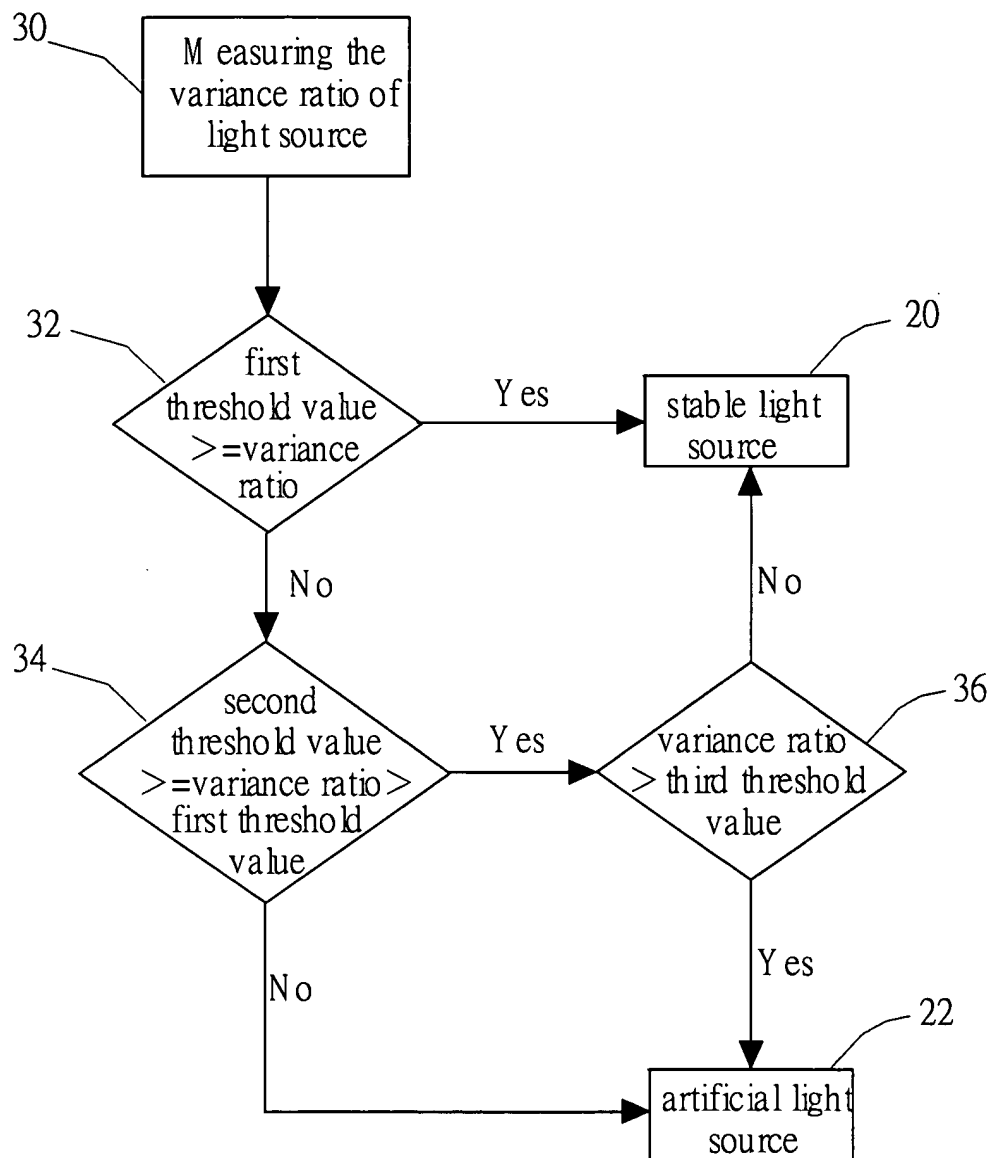 30
M easuring the
variance ratio of
light source
32
first
threshold value
>=variance
ratio
Yes
20
stable light
source
No
No
34
second
threshold value
>=variance ratio>
first threshold
value
Yes
36
variance ratio
> third threshold
value
No
Yes
22
artificial light
source